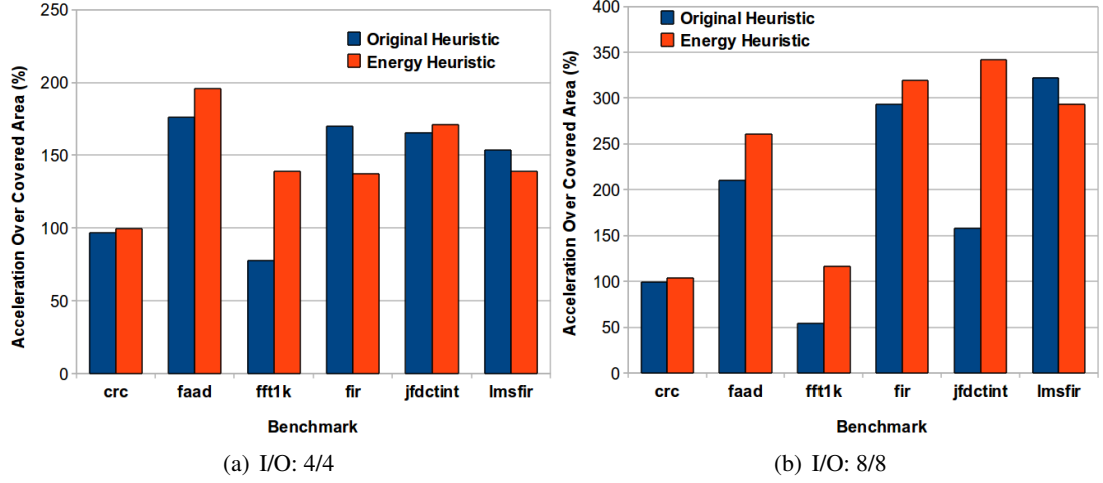 250
200
150
100
50
0
Acceleration Over Covered Area (%)
Original Heuristic
Energy Heuristic
crc faad fft1k fir jfdctint lmsfir
Benchmark
(a) I/O: 4/4
400
350
300
250
200
150
100
50
0
Acceleration Over Covered Area (%)
Original Heuristic
Energy Heuristic
crc faad fft1k fir jfdctint lmsfir
Benchmark
(b) I/O: 8/8